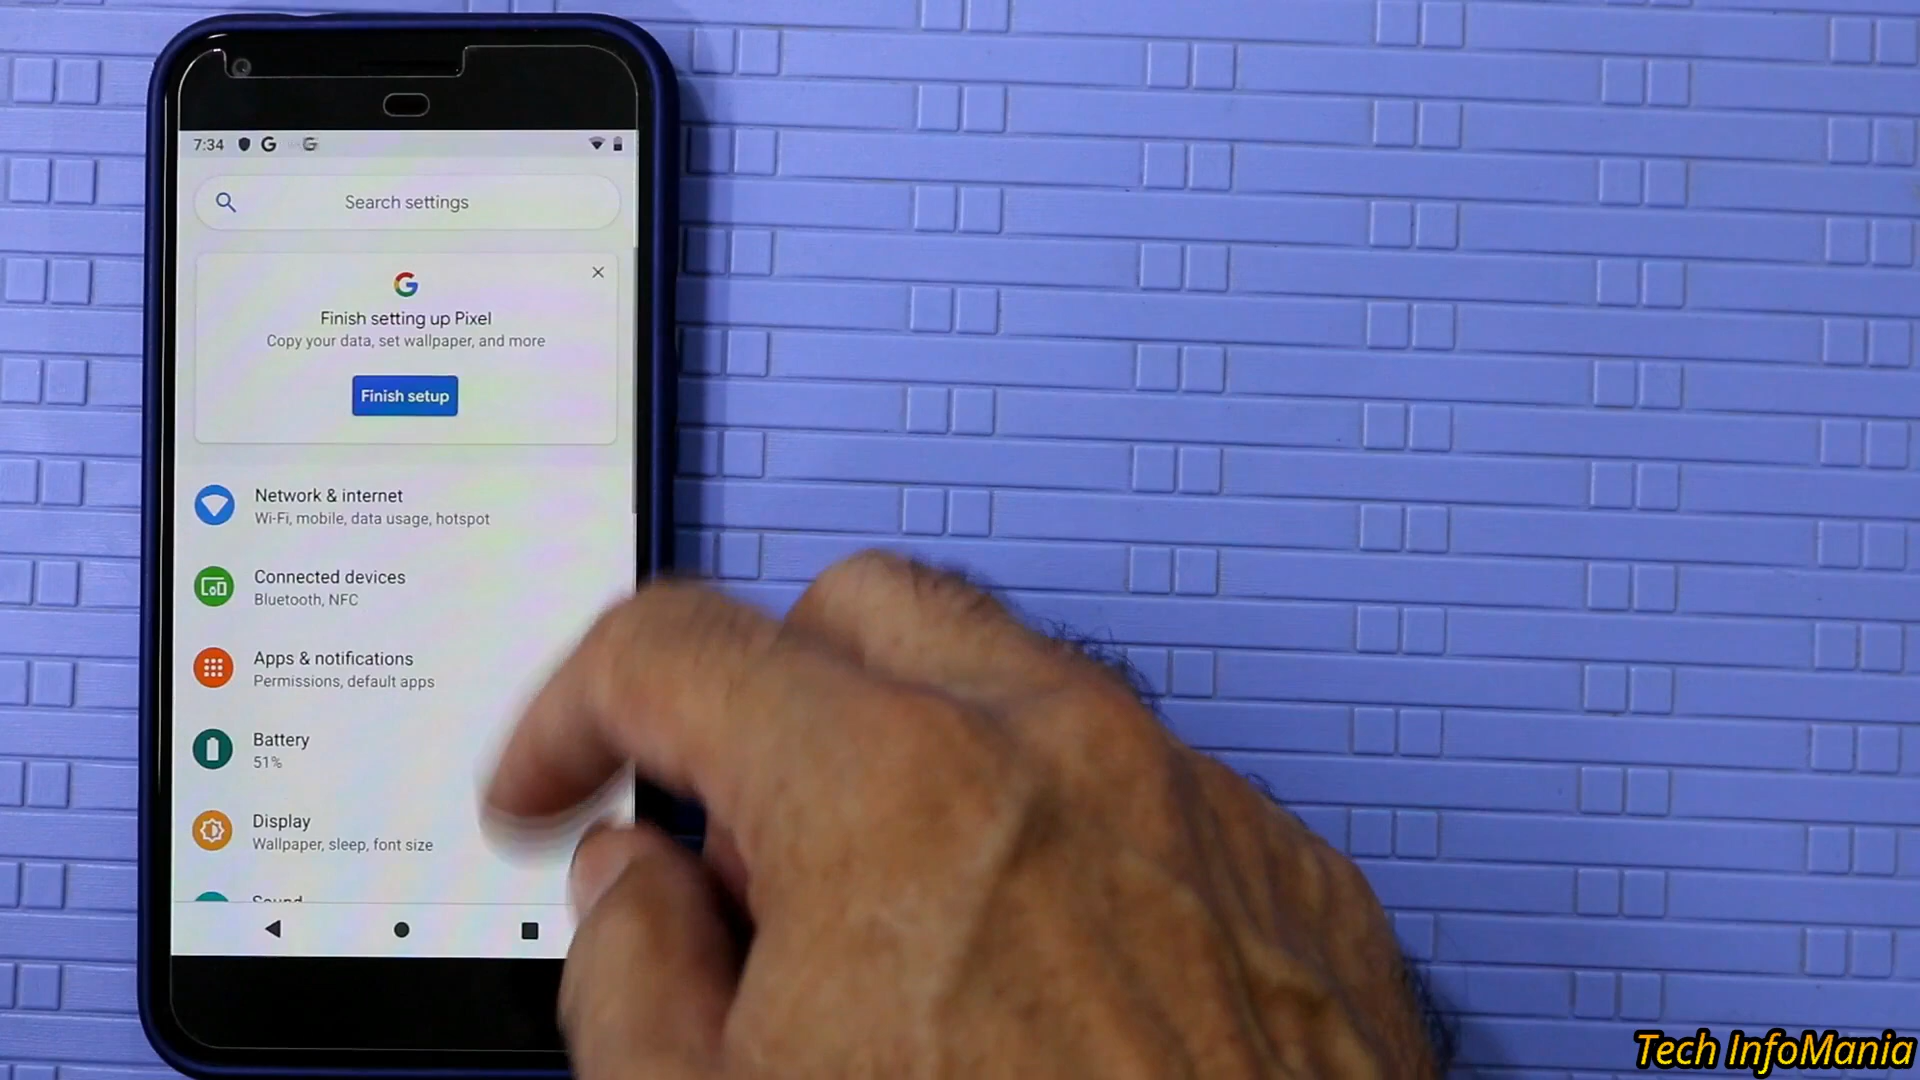 7:34 G G
Search settings
Finish setting up Pixel
Copy your data, set wallpaper, and more
Finish setup
Network & internet
Wi-Fi, mobile, data usage, hotspot
Connected devices
Bluetooth, NFC
Apps & notifications
Permissions, default apps
Battery
51%
Display
Wallpaper, sleep, font size
Sound
Tech InfoMania